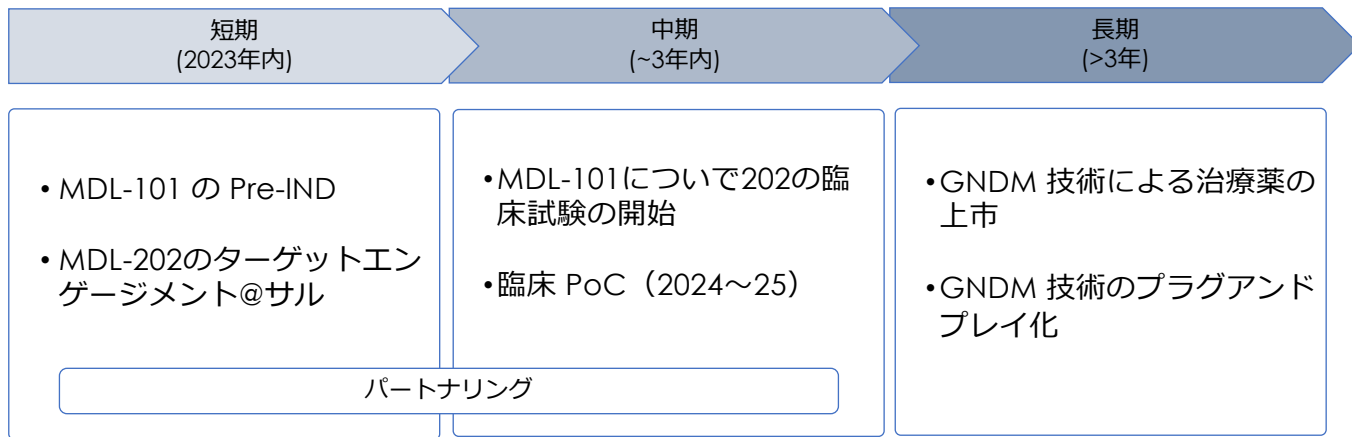 短期
(2023年内)
中期
(~3年内)
長期
(>3年)
• MDL-101 の Pre-IND
• MDL-202のターゲットエン
ゲージメント@サル
•MDL-101についで202の臨
床試験の開始
•臨床 PoC（2024～25）
•GNDM 技術による治療薬の
上市
•GNDM 技術のプラグアンド
プレイ化
パートナリング